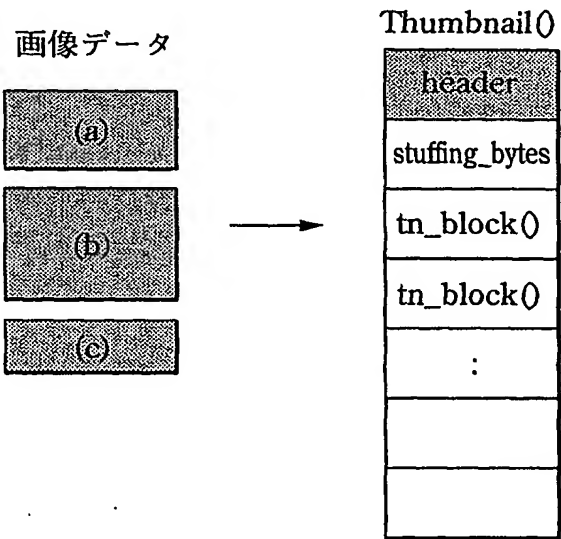 画像データ
(a)
(b)
(c)
Thumbnail()
header
stuffing_bytes
tn_block()
tn_block()
: